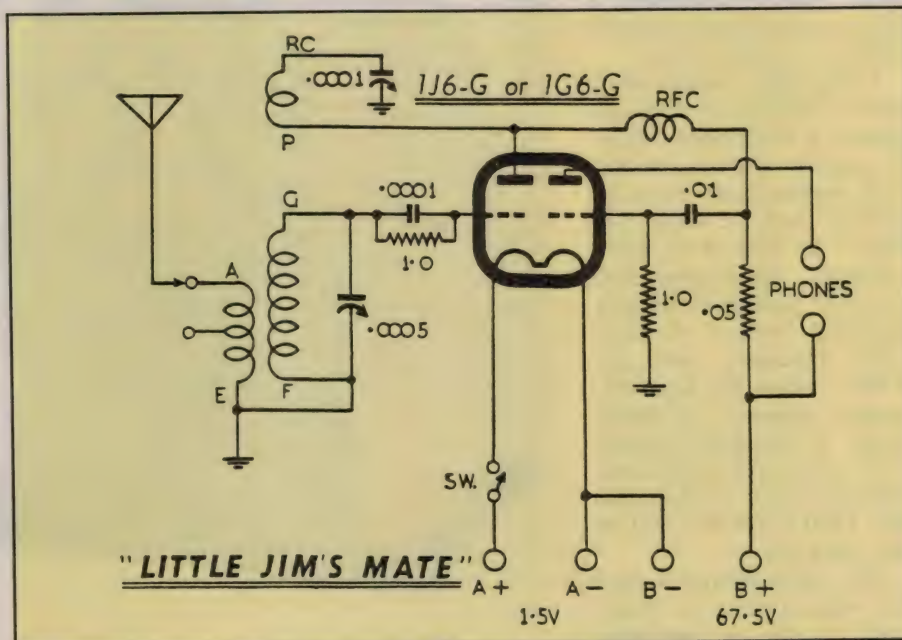 RC
.0001
1J6-G or 1G6-G
RFC
P
.0001
G
.01
A
1.0
1.0
.05
PHONES
.0005
E
F
SW.
"LITTLE JIM'S MATE"
A+
A-
B-
B+
1.5V
67.5V